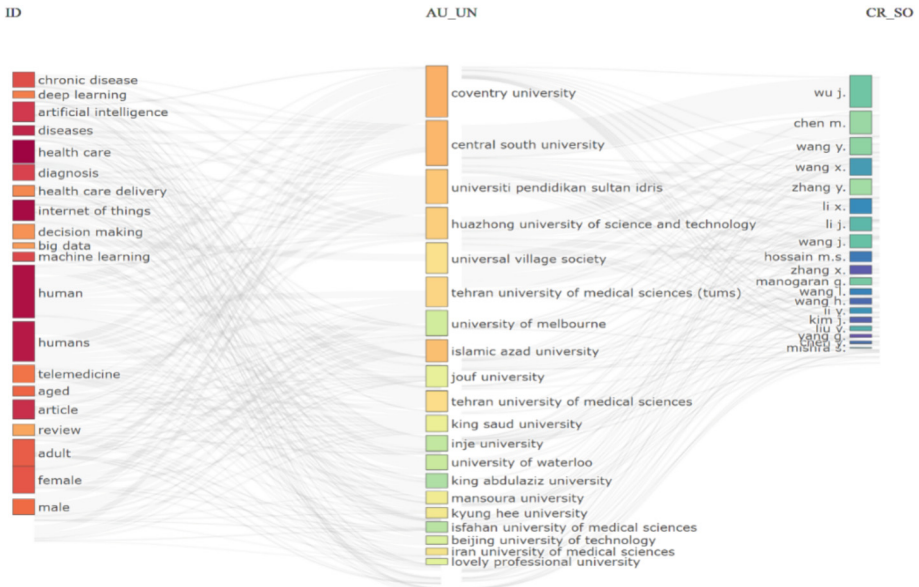 ID
AU_UN
CR_SO
chronic disease
deep learning
artificial intelligence
diseases
health care
diagnosis
health care delivery
internet of things
decision making
big data
machine learning
human
humans
telemedicine
aged
article
review
adult
female
male
coventry university
central south university
universiti pendidikan sultan idris
huazhong university of science and technology
universal village society
tehran university of medical sciences (tums)
university of melbourne
islamic azad university
jouf university
tehran university of medical sciences
king saud university
inje university
university of waterloo
king abdulaziz university
mansoura university
kyung hee university
isfahan university of medical sciences
beijing university of technology
iran university of medical sciences
lovely professional university
wu j.
chen m.
wang y.
wang x.
zhang y.
li x.
li j.
wang j.
hossain m.s.
zhang x.
manogaran g.
wang l.
wang h.
li y.
kim j.
liu y.
yang g.
chen y.
mishra s.